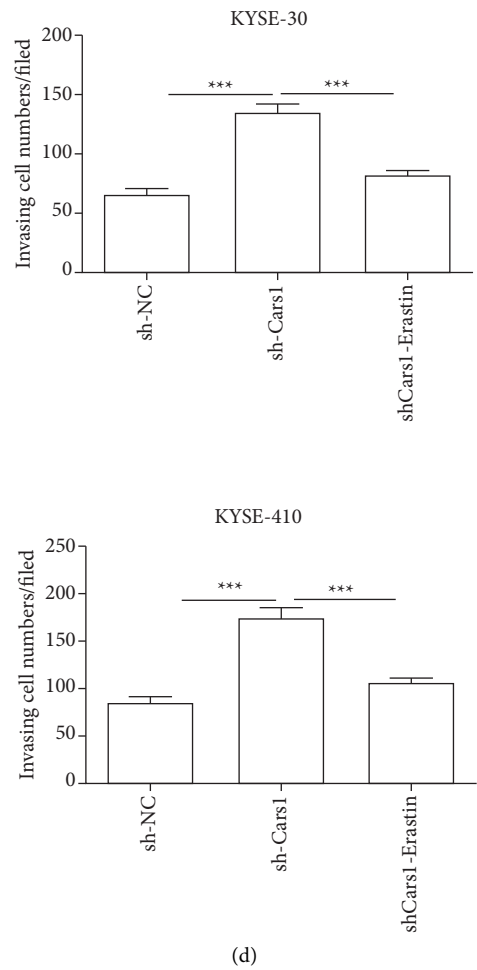 KYSE-30
200
150
100
50
0
Invasing cell numbers/filed
***
***
sh-NC
sh-Cars1
shCars1-Erastin
KYSE-410
250
200
150
100
50
0
Invasing cell numbers/filed
***
***
sh-NC
sh-Cars1
shCars1-Erastin
(d)